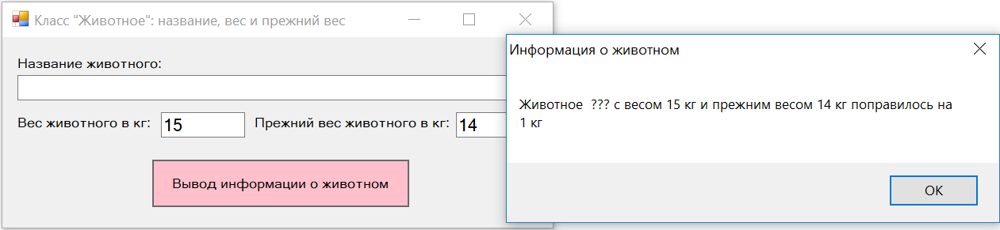 Класс "Животное": название, вес и прежний вес
Название животного:
Вес животного в кг:
15
Прежний вес животного в кг:
14
Вывод информации о животном
Информация о животном
Животное  ??? с весом 15 кг и прежним весом 14 кг поправилось на
1 кг
ОК